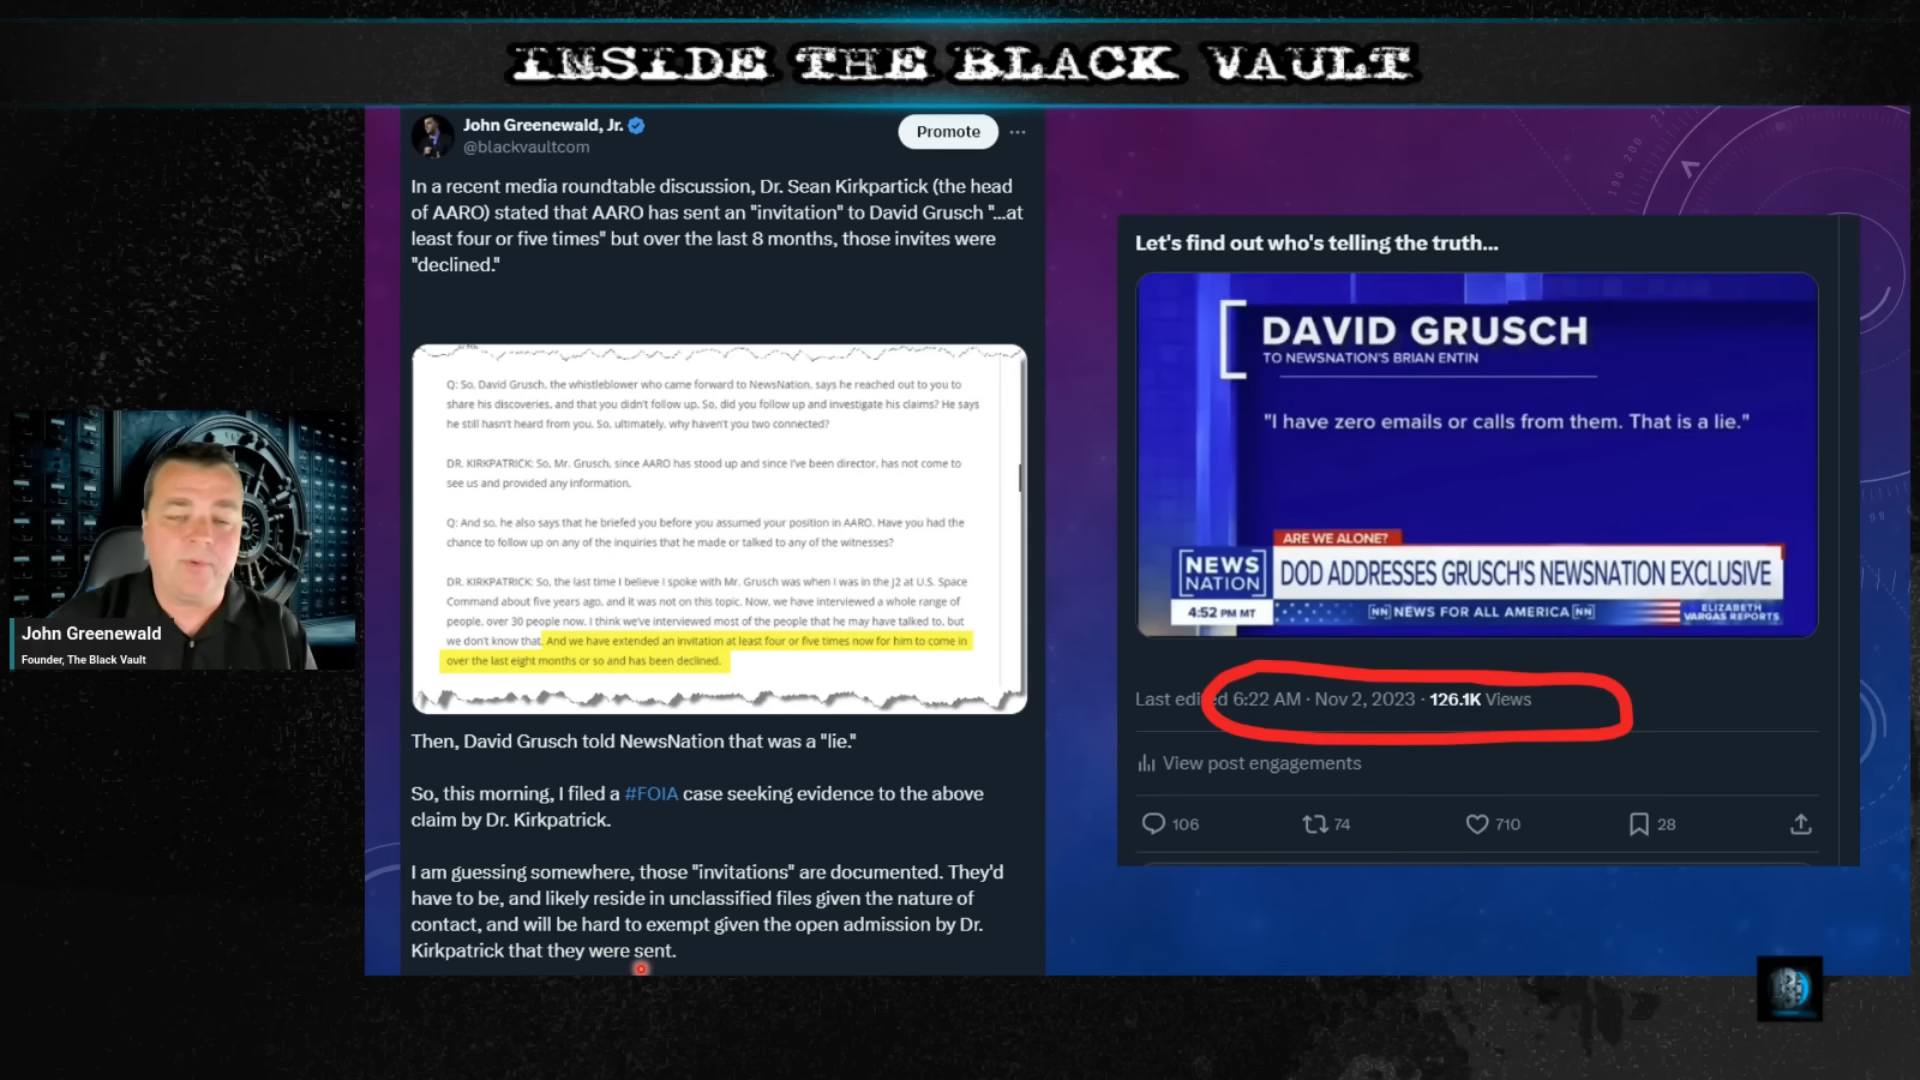 INSIDE THE BLACK VAULT
John Greenewald, Jr.
@blackvaultcom
Promote
In a recent media roundtable discussion, Dr. Sean Kirkpartick (the head
of AARO) stated that AARO has sent an "invitation" to David Grusch "...at
least four or five times" but over the last 8 months, those invites were
"declined."
Q: So, David Grusch, the whistleblower who came forward to NewsNation, says he reached out to you to
share his discoveries, and that you didn't follow up. So, did you follow up and investigate his claims? He says
he still hasn't heard from you. So, ultimately, why haven't you two connected?
DR. KIRKPATRICK: So, Mr. Grusch, since AARO has stood up and since I've been director, has not come to
see us and provided any information.
Q: And so, he also says that he briefed you before you assumed your position in AARO. Have you had the
chance to follow up on any of the inquiries that he made or talked to any of the witnesses?
DR. KIRKPATRICK: So, the last time I believe I spoke with Mr. Grusch was when I was in the J2 at U.S. Space
Command about five years ago, and it was not on this topic. Now, we have interviewed a whole range of
people, over 30 people now. I think we've interviewed most of the people that he may have talked to, but
we don't know that. And we have extended an invitation at least four or five times now for him to come in
over the last eight months or so and has been declined.
Then, David Grusch told NewsNation that was a "lie."
So, this morning, I filed a #FOIA case seeking evidence to the above
claim by Dr. Kirkpatrick.
I am guessing somewhere, those "invitations" are documented. They'd
have to be, and likely reside in unclassified files given the nature of
contact, and will be hard to exempt given the open admission by Dr.
Kirkpatrick that they were sent.
Let's find out who's telling the truth...
DAVID GRUSCH
TO NEWSNATION'S BRIAN ENTIN
"I have zero emails or calls from them. That is a lie."
ARE WE ALONE?
NEWS NATION
DOD ADDRESSES GRUSCH'S NEWSNATION EXCLUSIVE
4:52 PM MT
NN NEWS FOR ALL AMERICA NN
ELIZABETH
VARGAS REPORTS
Last edited 6:22 AM · Nov 2, 2023 · 126.1K Views
View post engagements
106 74 710 28
John Greenewald
Founder, The Black Vault